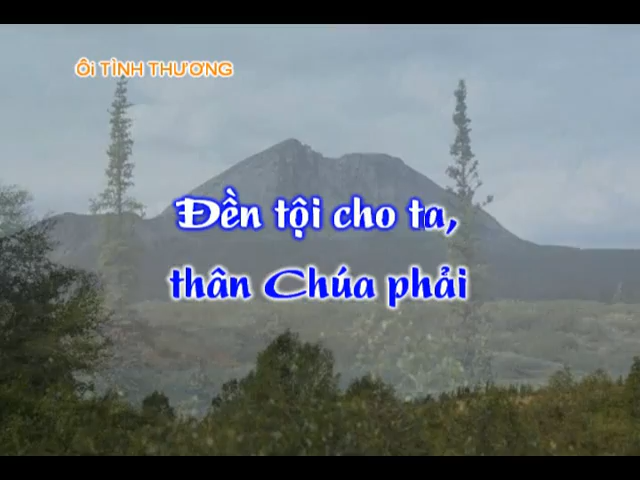 Ôi TÌNH THƯƠNG
Đền tội cho ta,
thân Chúa phải